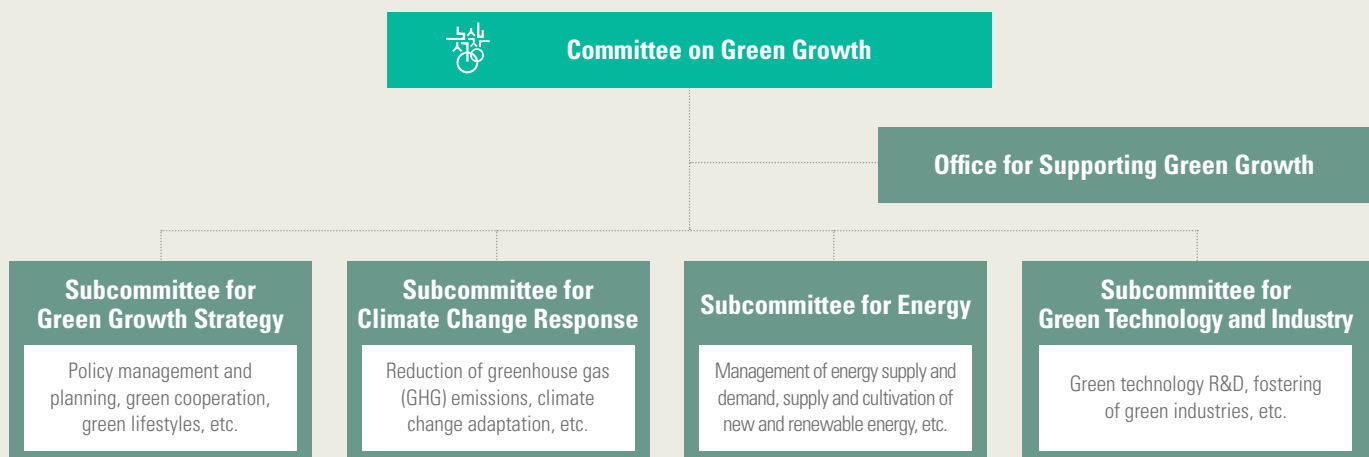 Committee on Green Growth
Office for Supporting Green Growth
Subcommittee for
Green Growth Strategy
Policy management and
planning, green cooperation,
green lifestyles, etc.
Subcommittee for
Climate Change Response
Reduction of greenhouse gas
(GHG) emissions, climate
change adaptation, etc.
Subcommittee for Energy
Management of energy supply and
demand, supply and cultivation of
new and renewable energy, etc.
Subcommittee for
Green Technology and Industry
Green technology R&D, fostering
of green industries, etc.